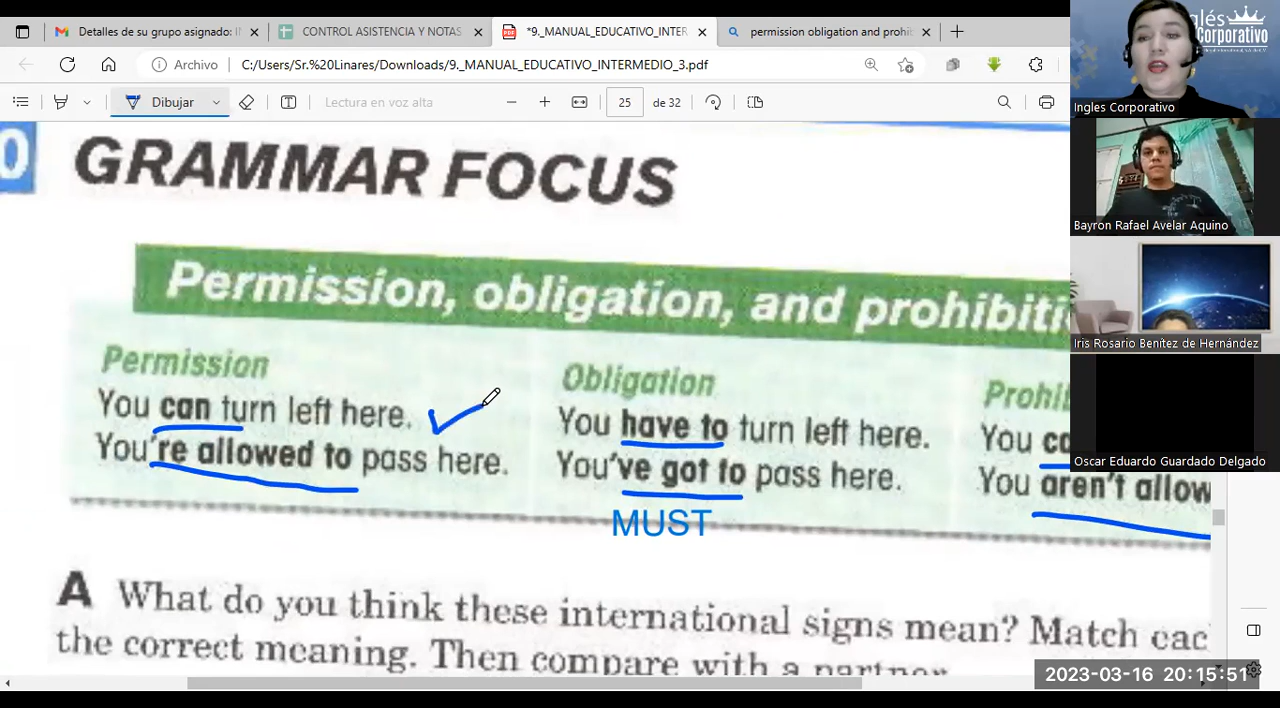 Detalles de su grupo asignado: I
CONTROL ASISTENCIA Y NOTAS
*9._MANUAL_EDUCATIVO_INTER
permission obligation and prohib
Archivo
C:/Users/Sr.%20Linares/Downloads/9._MANUAL_EDUCATIVO_INTERMEDIO_3.pdf
Dibujar
Lectura en voz alta
25
de 32
0
GRAMMAR FOCUS
Permission, obligation, and prohibiti
Permission
You can turn left here.
You're allowed to pass here.
Obligation
You have to turn left here.
You've got to pass here.
MUST
Prohi
You ca
You aren't allow
A What do you think these international signs mean? Match eac
the correct meaning. Then compare with a partner
glés
Corporativo
Ingles Corporativo
Bayron Rafael Avelar Aquino
Iris Rosario Benítez de Hernández
Oscar Eduardo Guardado Delgado
2023-03-16 20:15:51